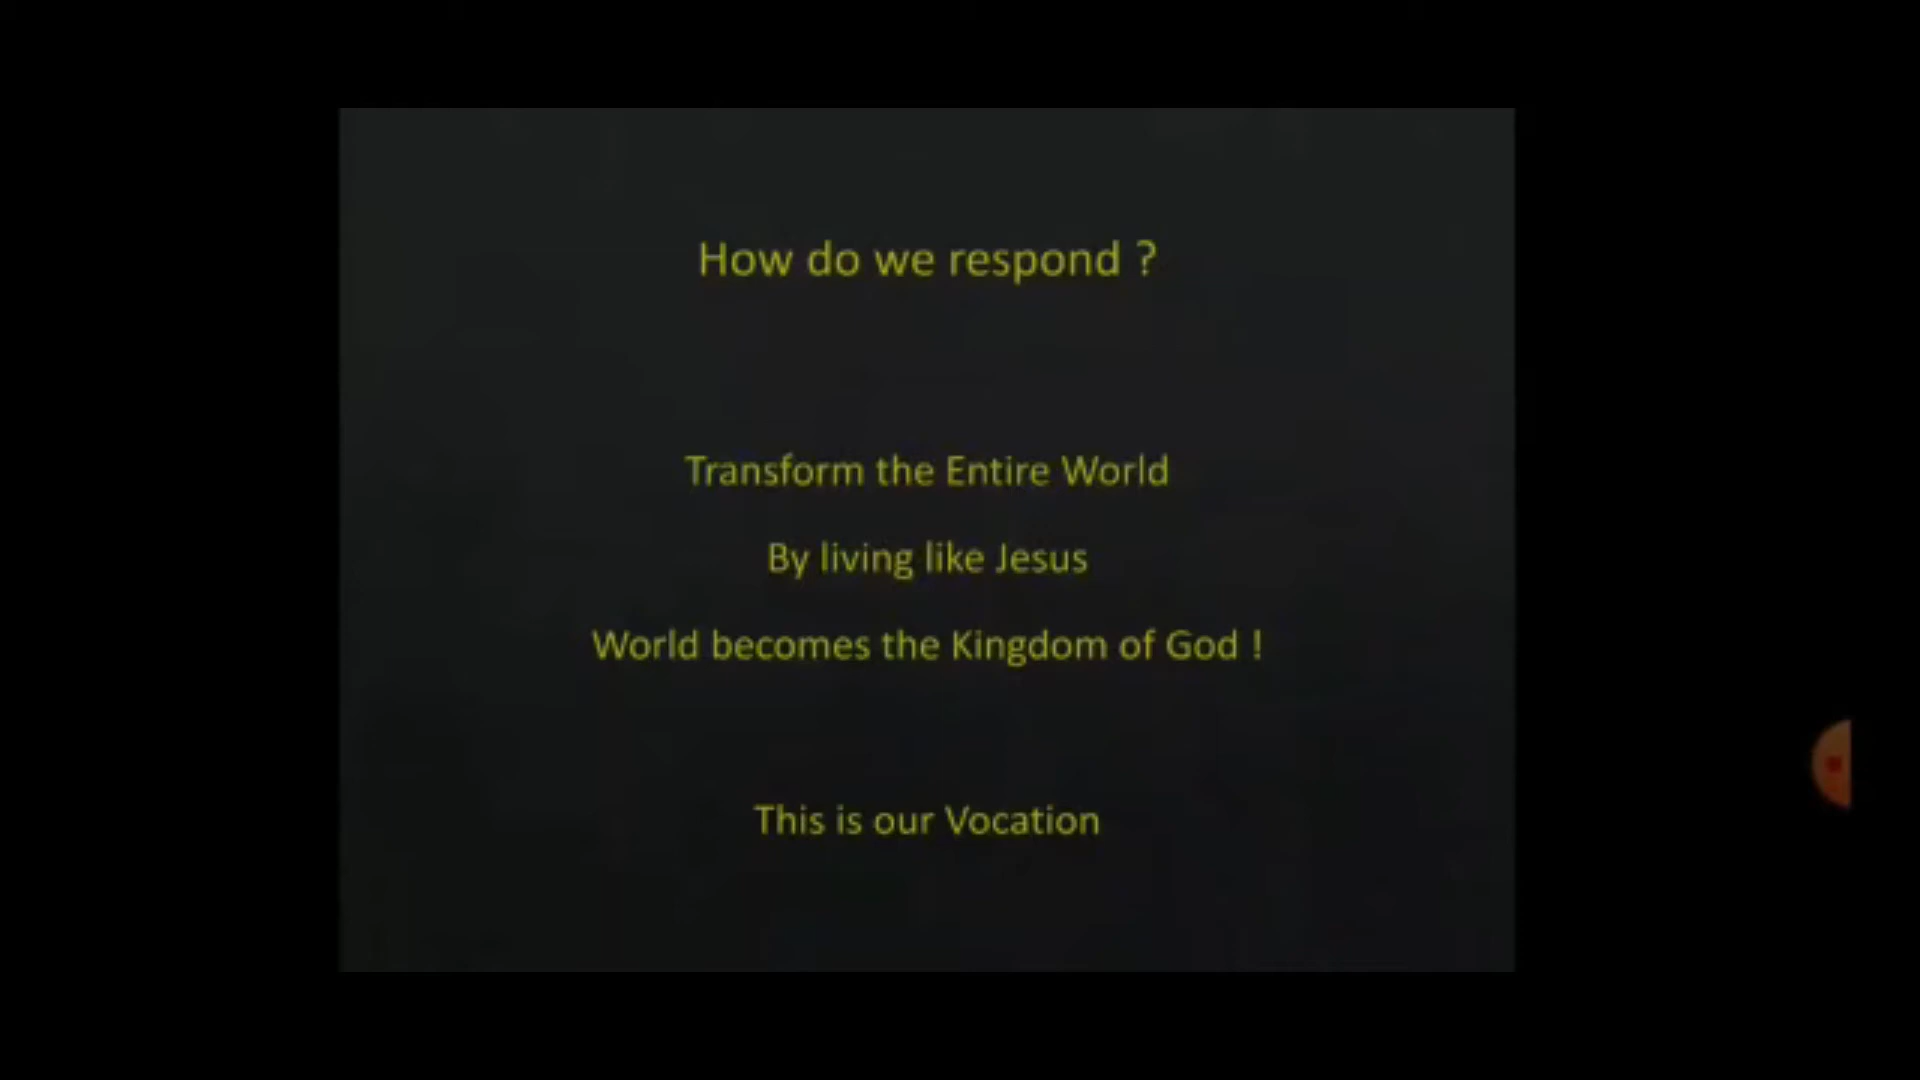 How do we respond ?
Transform the Entire World
By living like Jesus
World becomes the Kingdom of God !
This is our Vocation